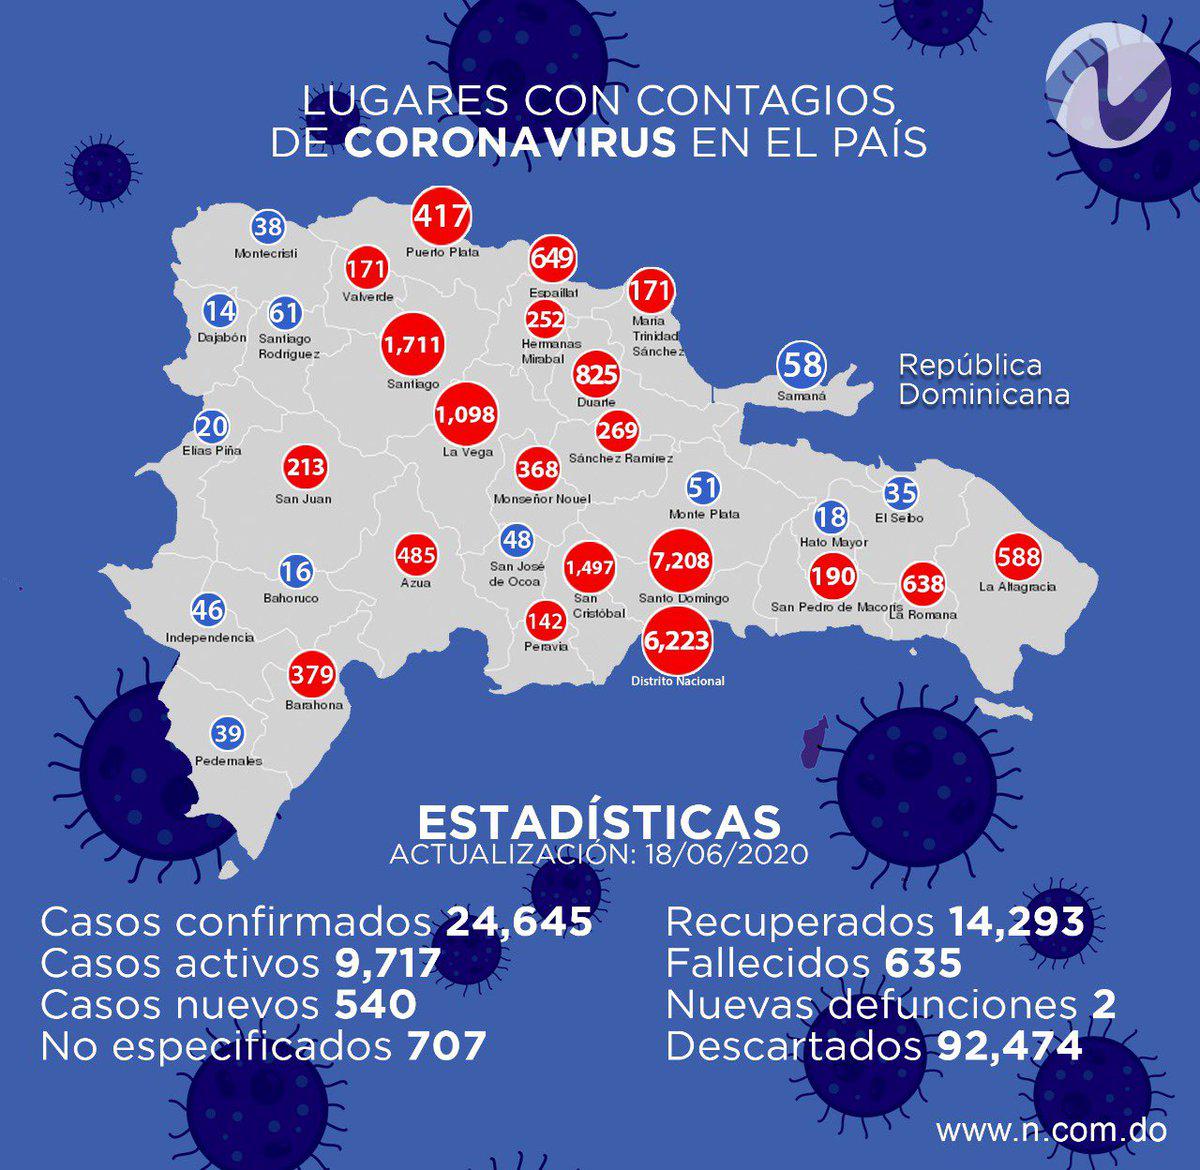 LUGARES CON CONTAGIOS
DE CORONAVIRUS EN EL PAÍS
38
Montecristi
417
Puerto Plata
171
Valverde
649
Espaillat
171
María
Trinidad
Sánchez
14
Dajabón
61
Santiago
Rodríguez
1,711
Santiago
252
Hermanas
Mirabal
825
Duarte
58
Samaná
República
Dominicana
20
Elías Piña
213
San Juan
1,098
La Vega
269
Sánchez Ramírez
368
Monseñor Nouel
51
Monte Plata
18
Hato Mayor
35
El Seibo
485
Azua
48
San José
de Ocoa
1,497
San
Cristóbal
7,208
Santo Domingo
190
San Pedro de Macorís
638
La Romana
588
La Altagracia
16
Bahoruco
46
Independencia
142
Peravia
6,223
Distrito Nacional
379
Barahona
39
Pedernales
ESTADÍSTICAS
ACTUALIZACIÓN: 18/06/2020
Casos confirmados 24,645
Casos activos 9,717
Casos nuevos 540
No especificados 707
Recuperados 14,293
Fallecidos 635
Nuevas defunciones 2
Descartados 92,474
www.n.com.do